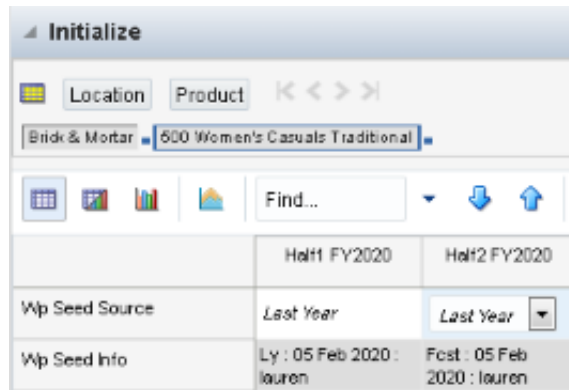 Initialize
Location Product
Brick & Mortar 600 Women's Casuals Traditional
Find...
Half1 FY2020 Half2 FY2020
Wp Seed Source Last Year Last Year
Wp Seed Info Ly : 05 Feb 2020 : Fcst : 05 Feb
lauren 2020 : lauren